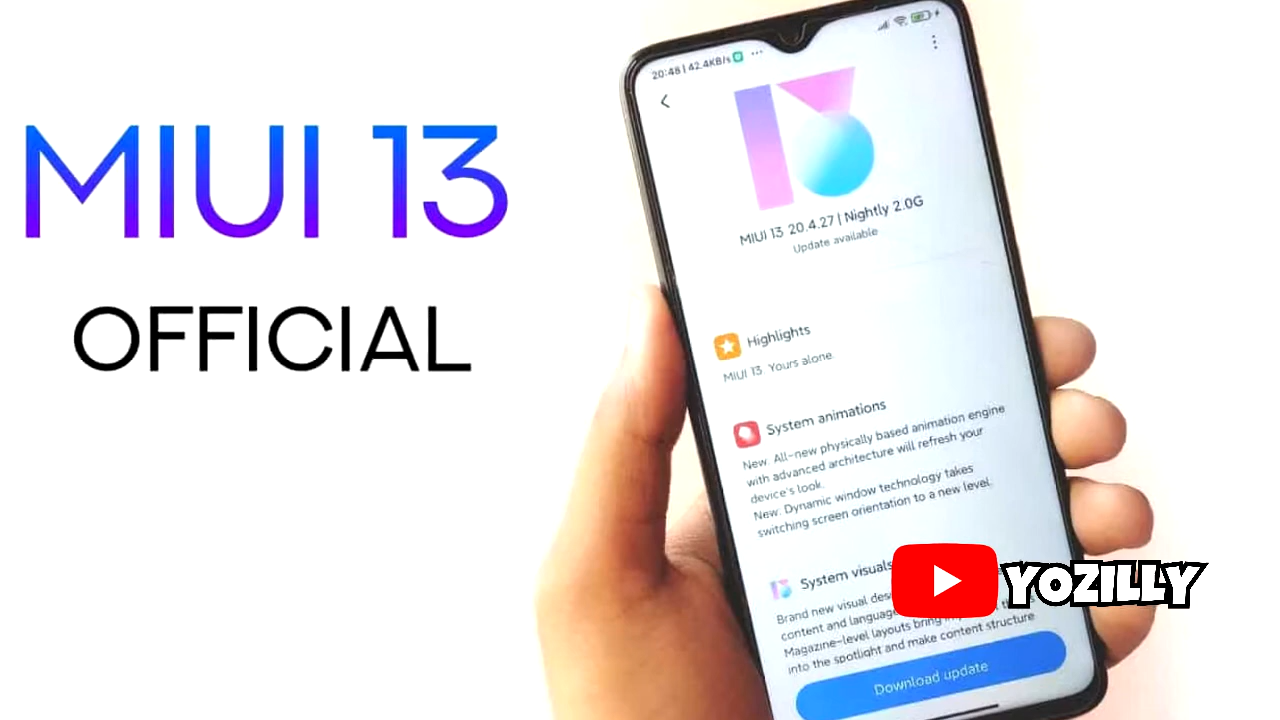 MIUI 13
OFFICIAL
20:48 | 42.4KB/s
MIUI 13 20.4.27 | Nightly 2.0G
Update available
Highlights
MIUI 13. Yours alone.
System animations
New: All-new physically based animation engine
with advanced architecture will refresh your
device's look.
New: Dynamic window technology takes
switching screen orientation to a new level.
System visuals
Brand new visual
content and
Magazine-level layouts bring
into the spotlight and make content structure
Download update
YOZILLY